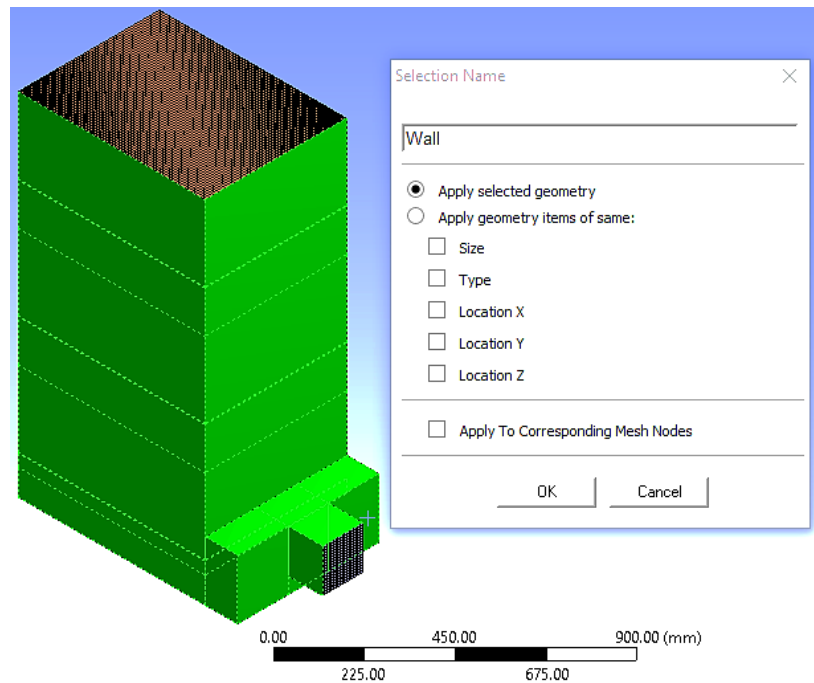 Selection Name
Wall
Apply selected geometry
Apply geometry items of same:
Size
Type
Location X
Location Y
Location Z
Apply To Corresponding Mesh Nodes
OK Cancel
0.00 450.00 900.00 (mm)
225.00 675.00